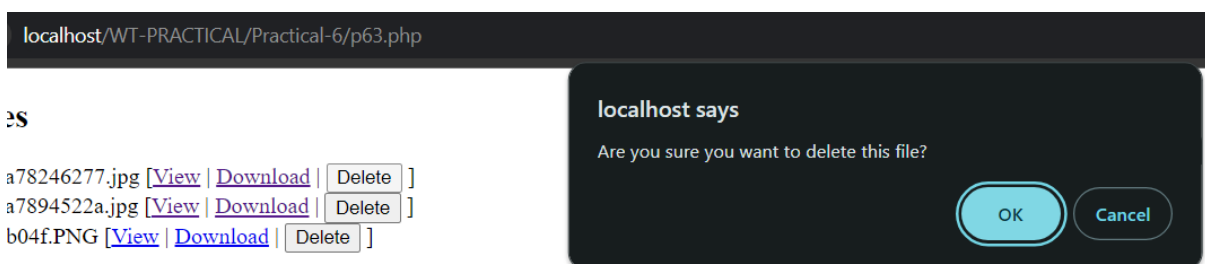 localhost/WT-PRACTICAL/Practical-6/p63.php
es
a78246277.jpg [View | Download | Delete ]
a7894522a.jpg [View | Download | Delete ]
b04f.PNG [View | Download | Delete ]
localhost says
Are you sure you want to delete this file?
OK Cancel